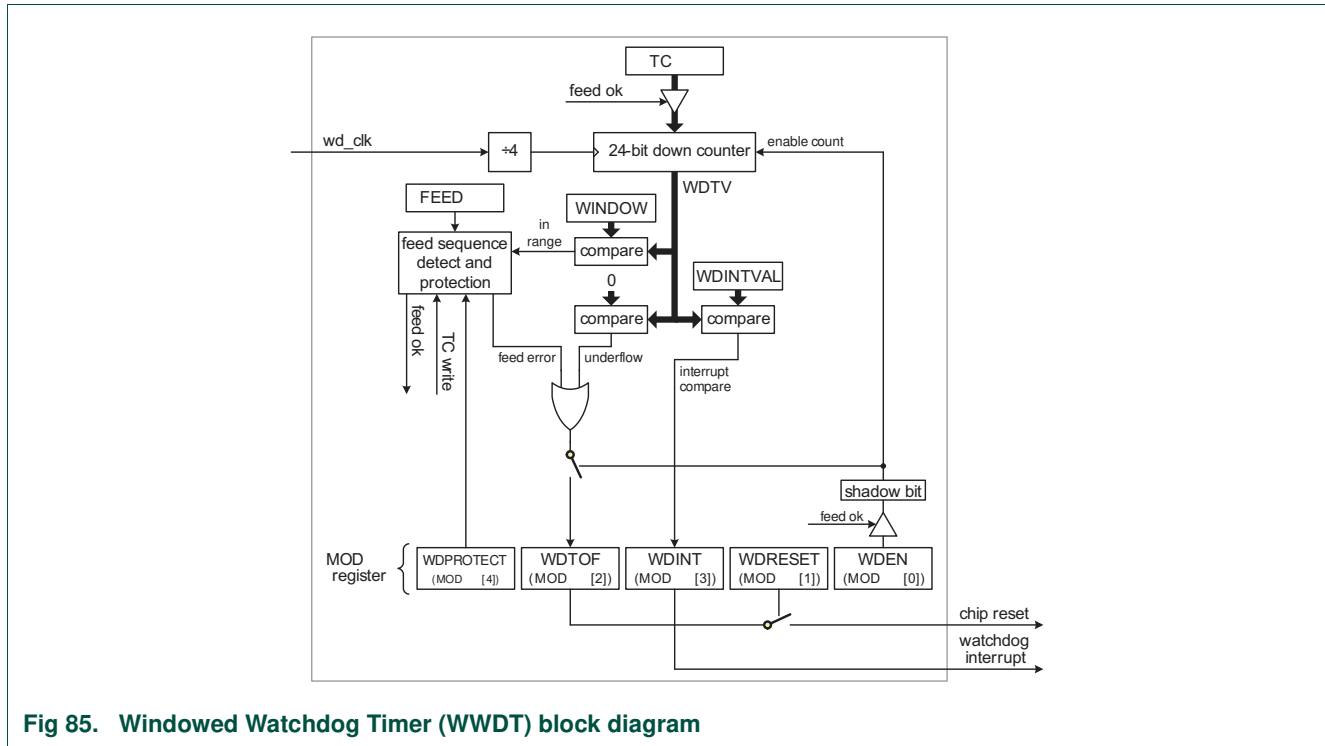 TC
feed ok
wd_clk
÷4
24-bit down counter
enable count
WDTV
FEED
WINDOW
in
range
feed sequence
detect and
protection
compare
WDINTVAL
0
compare
compare
feed ok
TC write
feed error
underflow
interrupt
compare
shadow bit
feed ok
MOD
register
WDPROTECT
(MOD [4])
WDTOF
(MOD [2])
WDINT
(MOD [3])
WDRESET
(MOD [1])
WDEN
(MOD [0])
chip reset
watchdog
interrupt
Fig 85. Windowed Watchdog Timer (WWDT) block diagram